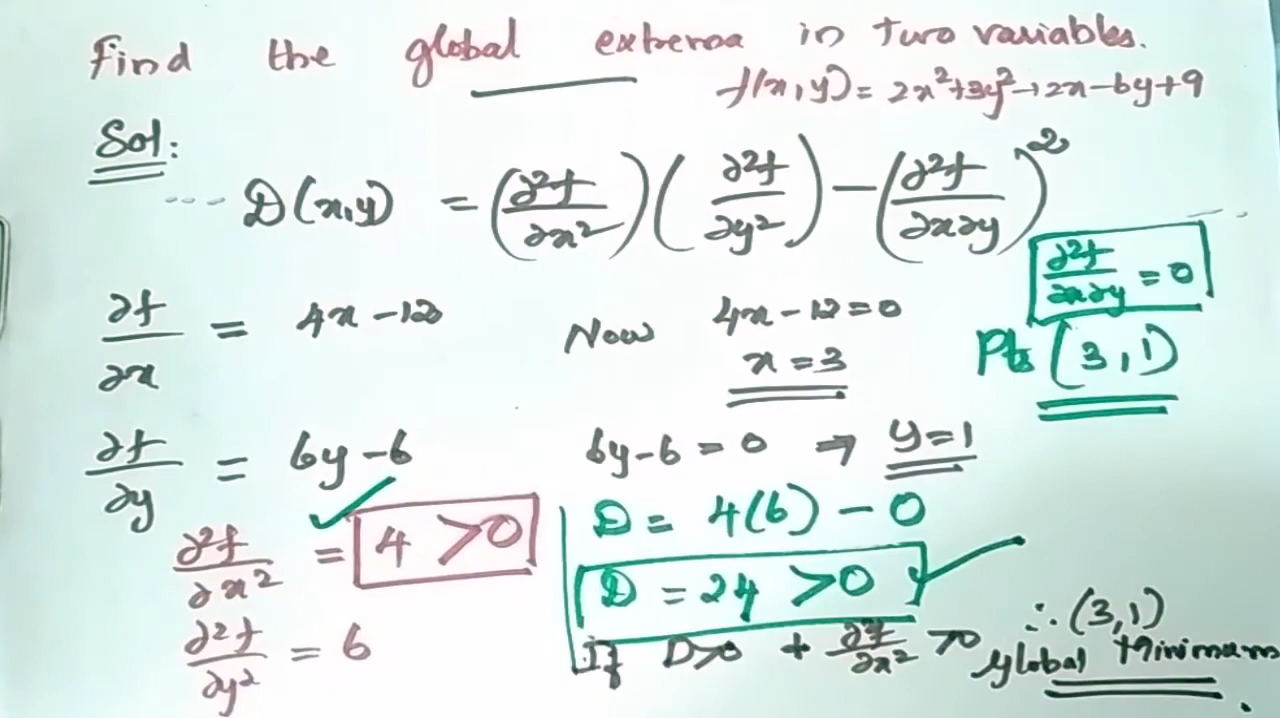 Find the global extrema in two variables.
f(x,y) = 2x²+3y²-12x-6y+9
Sol:
D(x,y) = (∂²f/∂x²)(∂²f/∂y²) - (∂²f/∂x∂y)²
∂²f/∂x∂y = 0
∂f/∂x = 4x-12 Now 4x-12=0
x=3 Pts (3,1)
∂f/∂y = 6y-6 6y-6=0 ⇒ y=1
∂²f/∂x² = 4 >0 D = 4(6) - 0
D = 24 >0
∂²f/∂y² = 6 If D>0 + ∂²f/∂x² >0 ∴ (3,1)
global Minimum.